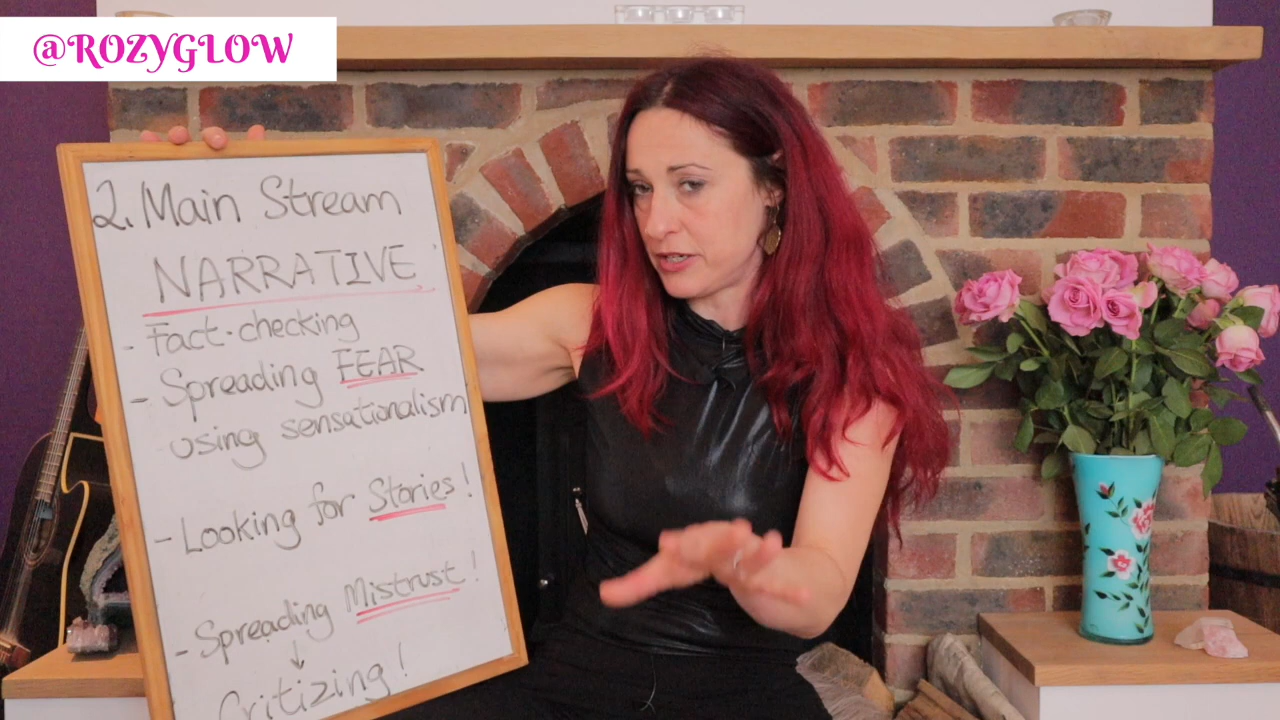 @ROZYGLOW
2. Main Stream
NARRATIVE
- Fact-checking
- Spreading FEAR
using sensationalism
- Looking for Stories!
- Spreading Mistrust!
↓
Critizing!